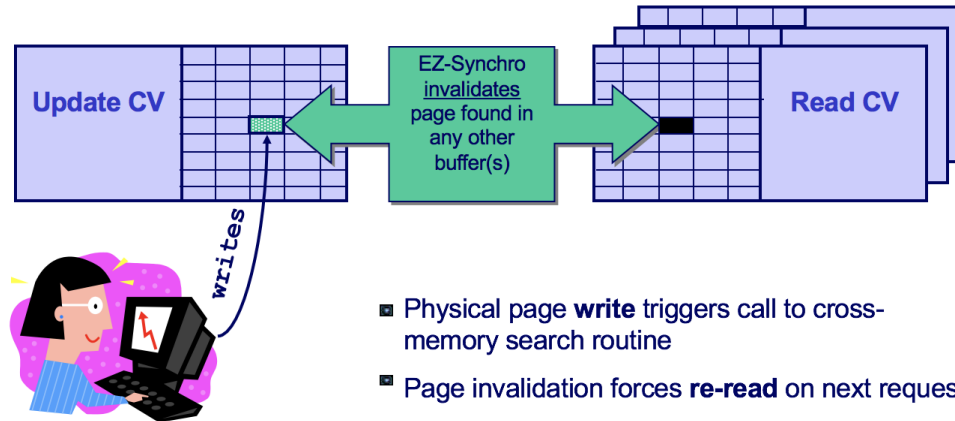 Update CV
EZ-Synchro
invalidates
page found in
any other
buffer(s)
Read CV
writes
Physical page write triggers call to cross-
memory search routine
Page invalidation forces re-read on next reques